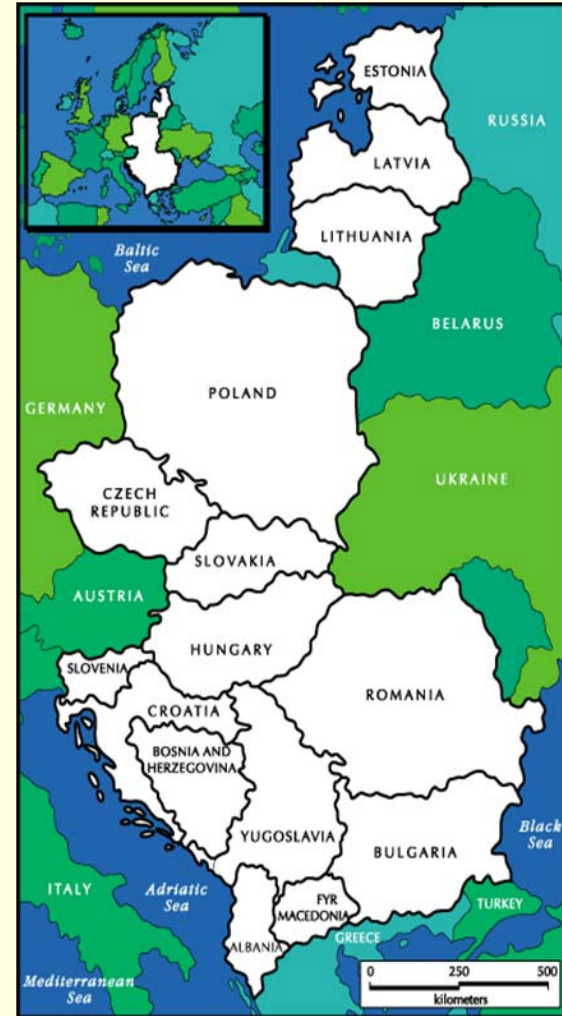 ESTONIA
RUSSIA
LATVIA
LITHUANIA
Baltic
Sea
BELARUS
POLAND
GERMANY
UKRAINE
CZECH
REPUBLIC
SLOVAKIA
AUSTRIA
HUNGARY
SLOVENIA
ROMANIA
CROATIA
BOSNIA AND
HERZEGOVINA
YUGOSLAVIA
BULGARIA
Black
Sea
ITALY
Adriatic
Sea
FYR
MACEDONIA
TURKEY
ALBANIA
GREECE
Mediterranean
Sea
0 250 500
kilometers